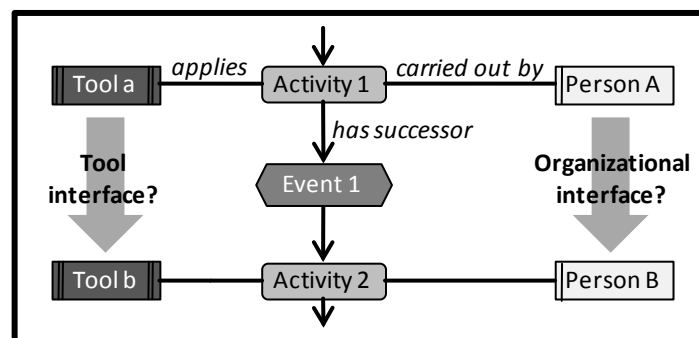 applies
carried out by
Tool a
Activity 1
Person A
has successor
Tool
interface?
Event 1
Organizational
interface?
Tool b
Activity 2
Person B